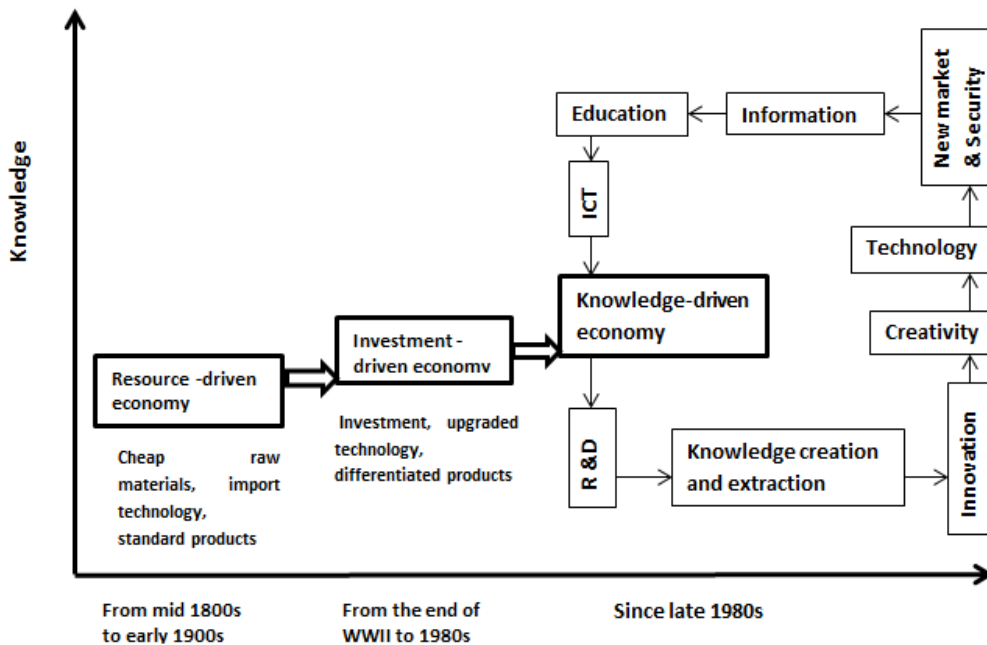 Knowledge
Resource -driven
economy
Cheap raw
materials, import
technology,
standard products
Investment -
driven economy
Investment, upgraded
technology,
differentiated products
Knowledge-driven
economy
R &D
Knowledge creation
and extraction
Innovation
Creativity
Technology
New market
& Security
Information
Education
ICT
From mid 1800s
to early 1900s
From the end of
WWII to 1980s
Since late 1980s